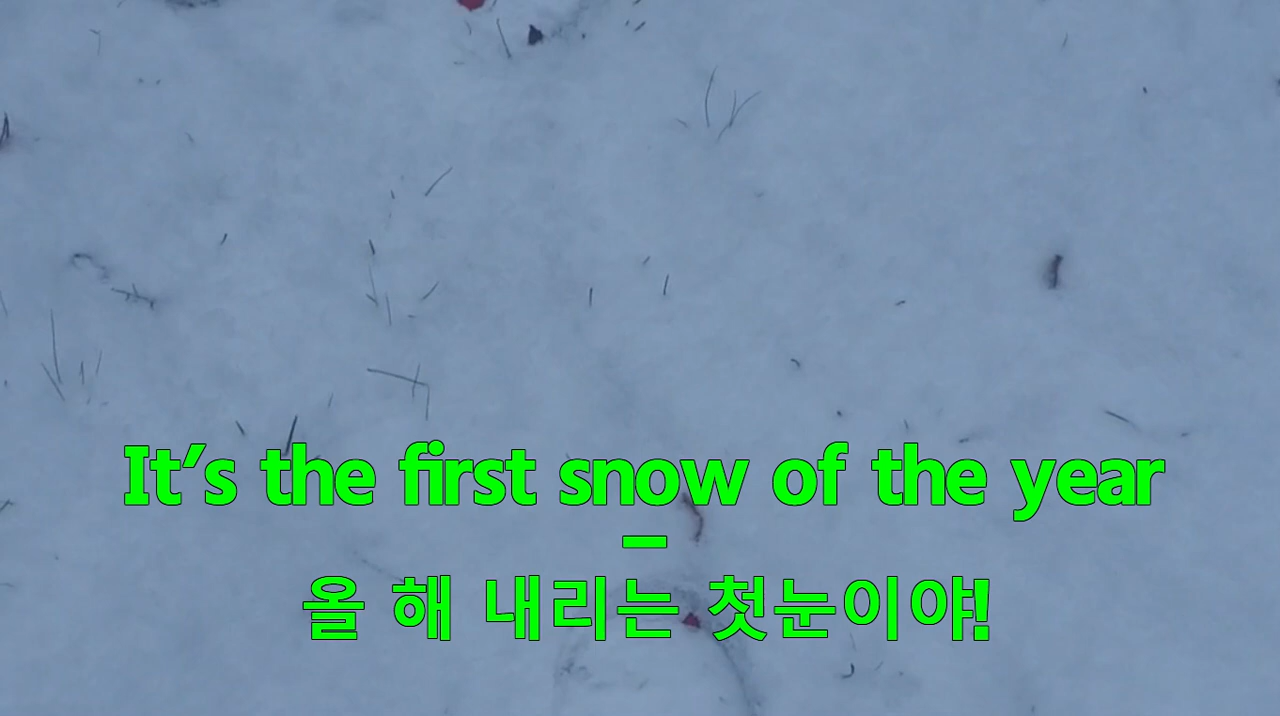 It's the first snow of the year
–
올 해 내리는 첫눈이야!